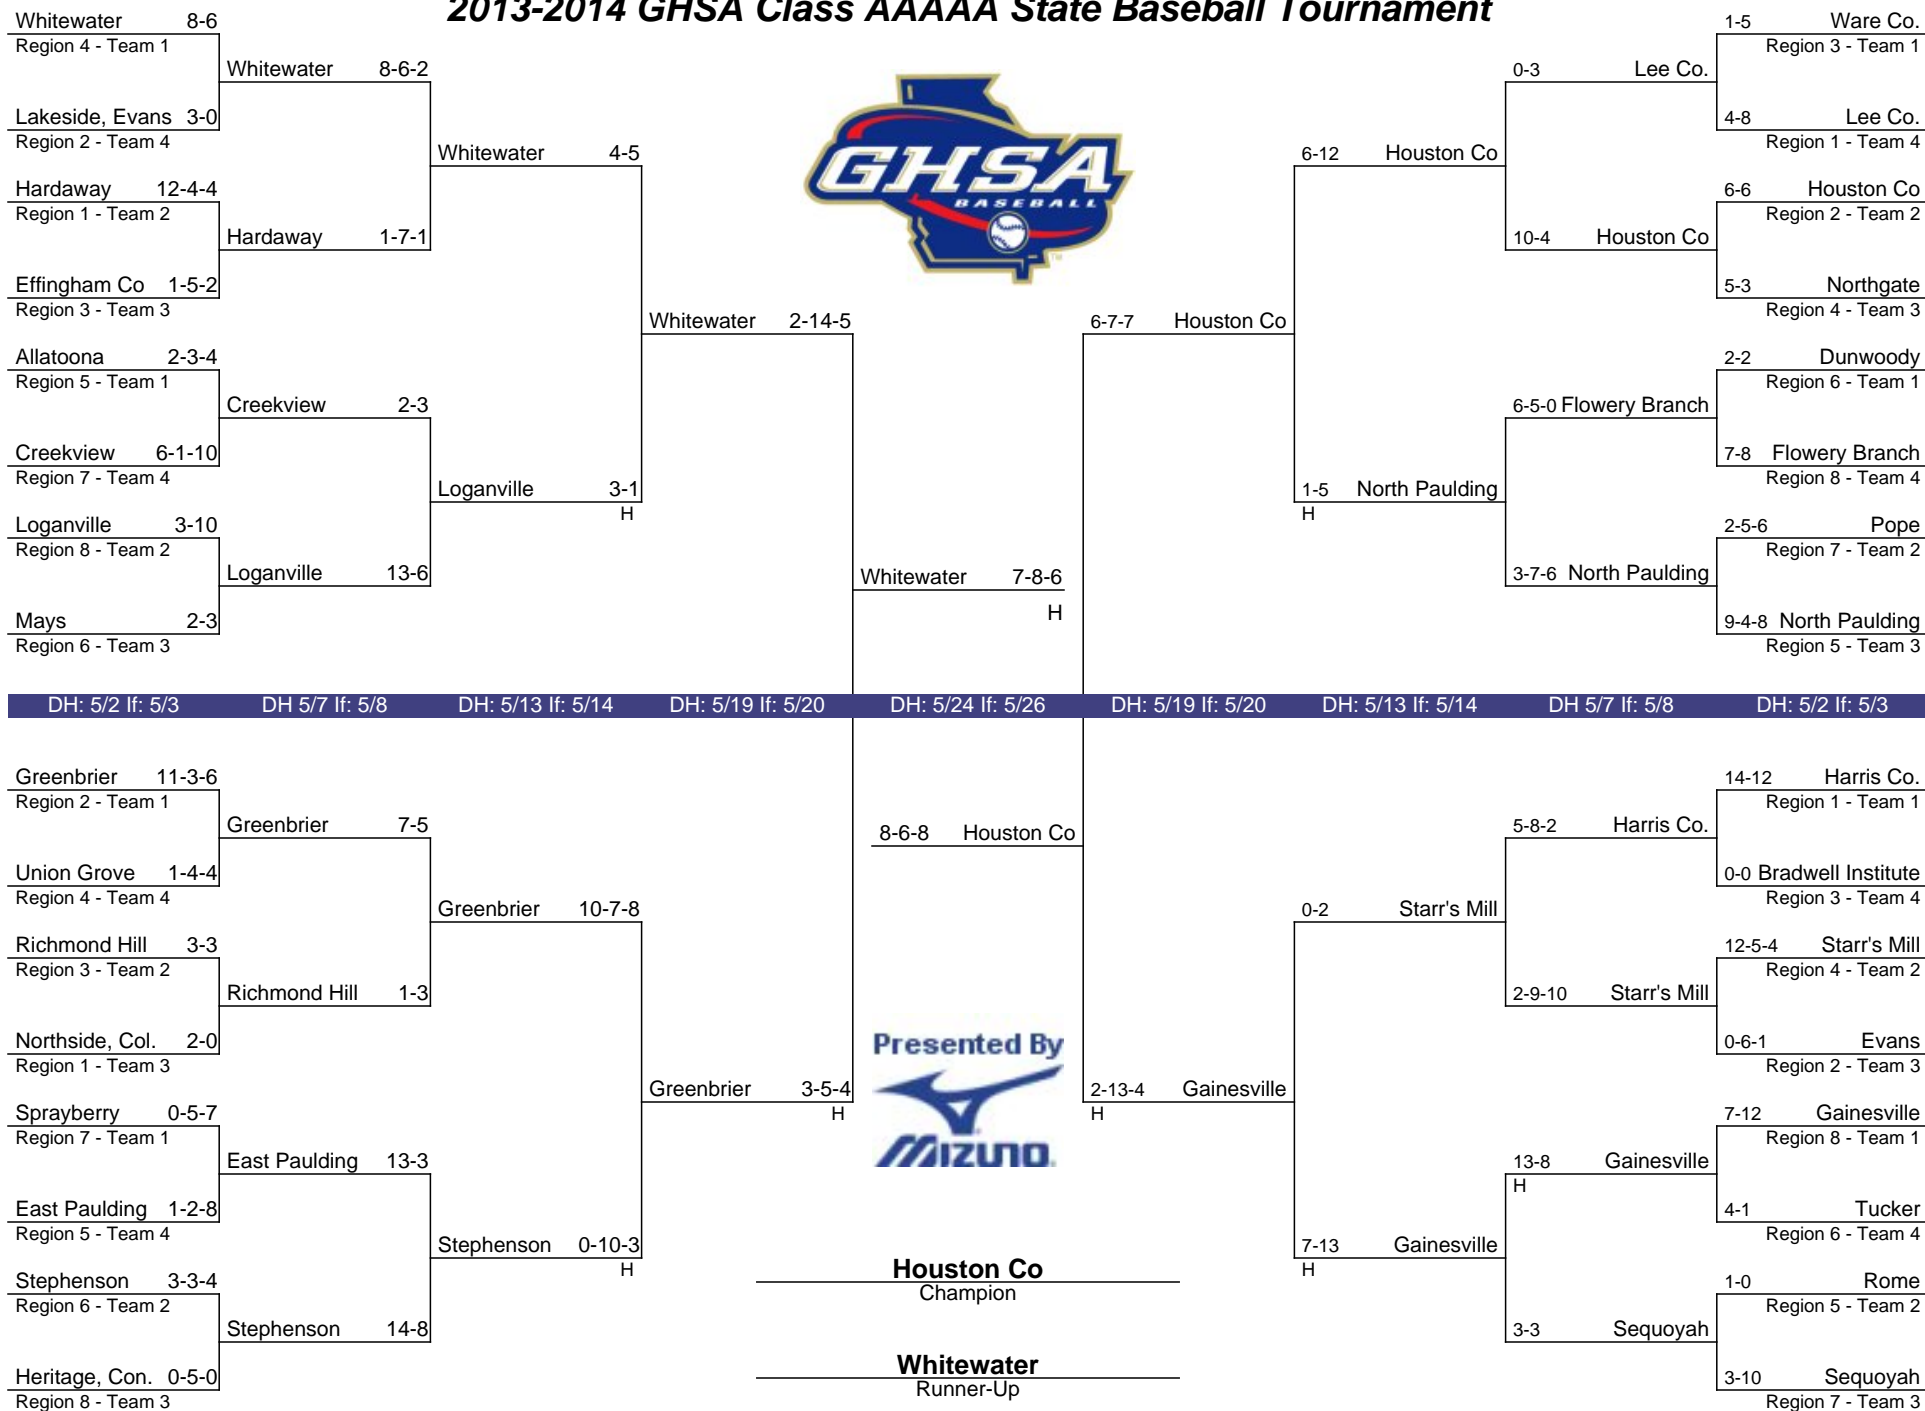 2013-2014 GHSA Class AAAAA State Baseball Tournament
Whitewater 8-6
Region 4 - Team 1
Lakeside, Evans 3-0
Region 2 - Team 4
Hardaway 12-4-4
Region 1 - Team 2
Effingham Co 1-5-2
Region 3 - Team 3
Allatoona 2-3-4
Region 5 - Team 1
Creekview 6-1-10
Region 7 - Team 4
Loganville 3-10
Region 8 - Team 2
Mays 2-3
Region 6 - Team 3
Whitewater 8-6-2
Hardaway 1-7-1
Creekview 2-3
Loganville 13-6
Whitewater 4-5
Loganville 3-1
H
Whitewater 2-14-5
Whitewater 7-8-6
H
GHSA
BASEBALL
TM
6-7-7 Houston Co
6-12 Houston Co
1-5 North Paulding
H
0-3 Lee Co.
10-4 Houston Co
6-5-0 Flowery Branch
3-7-6 North Paulding
1-5 Ware Co.
Region 3 - Team 1
4-8 Lee Co.
Region 1 - Team 4
6-6 Houston Co
Region 2 - Team 2
5-3 Northgate
Region 4 - Team 3
2-2 Dunwoody
Region 6 - Team 1
7-8 Flowery Branch
Region 8 - Team 4
2-5-6 Pope
Region 7 - Team 2
9-4-8 North Paulding
Region 5 - Team 3
DH: 5/2 If: 5/3 DH 5/7 If: 5/8 DH: 5/13 If: 5/14 DH: 5/19 If: 5/20 DH: 5/24 If: 5/26 DH: 5/19 If: 5/20 DH: 5/13 If: 5/14 DH 5/7 If: 5/8 DH: 5/2 If: 5/3
Greenbrier 11-3-6
Region 2 - Team 1
Union Grove 1-4-4
Region 4 - Team 4
Richmond Hill 3-3
Region 3 - Team 2
Northside, Col. 2-0
Region 1 - Team 3
Sprayberry 0-5-7
Region 7 - Team 1
East Paulding 1-2-8
Region 5 - Team 4
Stephenson 3-3-4
Region 6 - Team 2
Heritage, Con. 0-5-0
Region 8 - Team 3
Greenbrier 7-5
Richmond Hill 1-3
East Paulding 13-3
Stephenson 14-8
Greenbrier 10-7-8
Stephenson 0-10-3
H
Greenbrier 3-5-4
H
8-6-8 Houston Co
Presented By
MIZUNO
Houston Co
Champion
Whitewater
Runner-Up
2-13-4 Gainesville
H
0-2 Starr's Mill
7-13 Gainesville
H
5-8-2 Harris Co.
2-9-10 Starr's Mill
13-8 Gainesville
H
3-3 Sequoyah
14-12 Harris Co.
Region 1 - Team 1
0-0 Bradwell Institute
Region 3 - Team 4
12-5-4 Starr's Mill
Region 4 - Team 2
0-6-1 Evans
Region 2 - Team 3
7-12 Gainesville
Region 8 - Team 1
4-1 Tucker
Region 6 - Team 4
1-0 Rome
Region 5 - Team 2
3-10 Sequoyah
Region 7 - Team 3